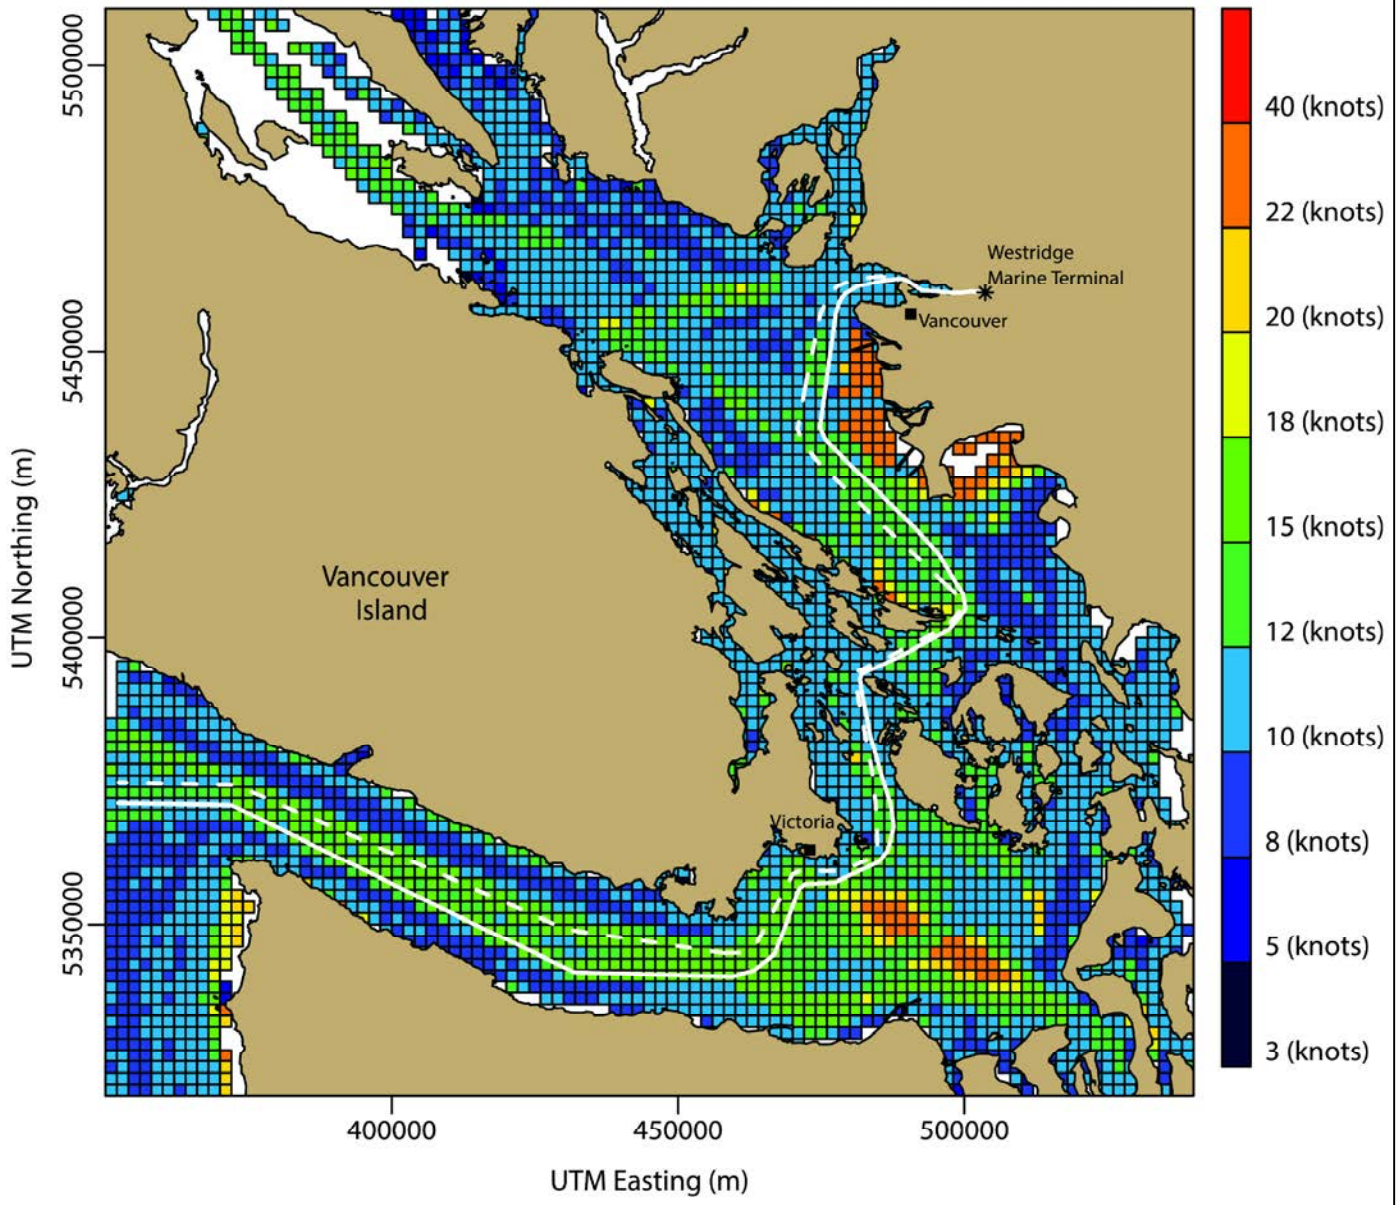 5500000
5450000
5400000
5350000
UTM Northing (m)
Westridge
Marine Terminal
Vancouver
Vancouver
Island
Victoria
400000
450000
500000
UTM Easting (m)
40 (knots)
22 (knots)
20 (knots)
18 (knots)
15 (knots)
12 (knots)
10 (knots)
8 (knots)
5 (knots)
3 (knots)